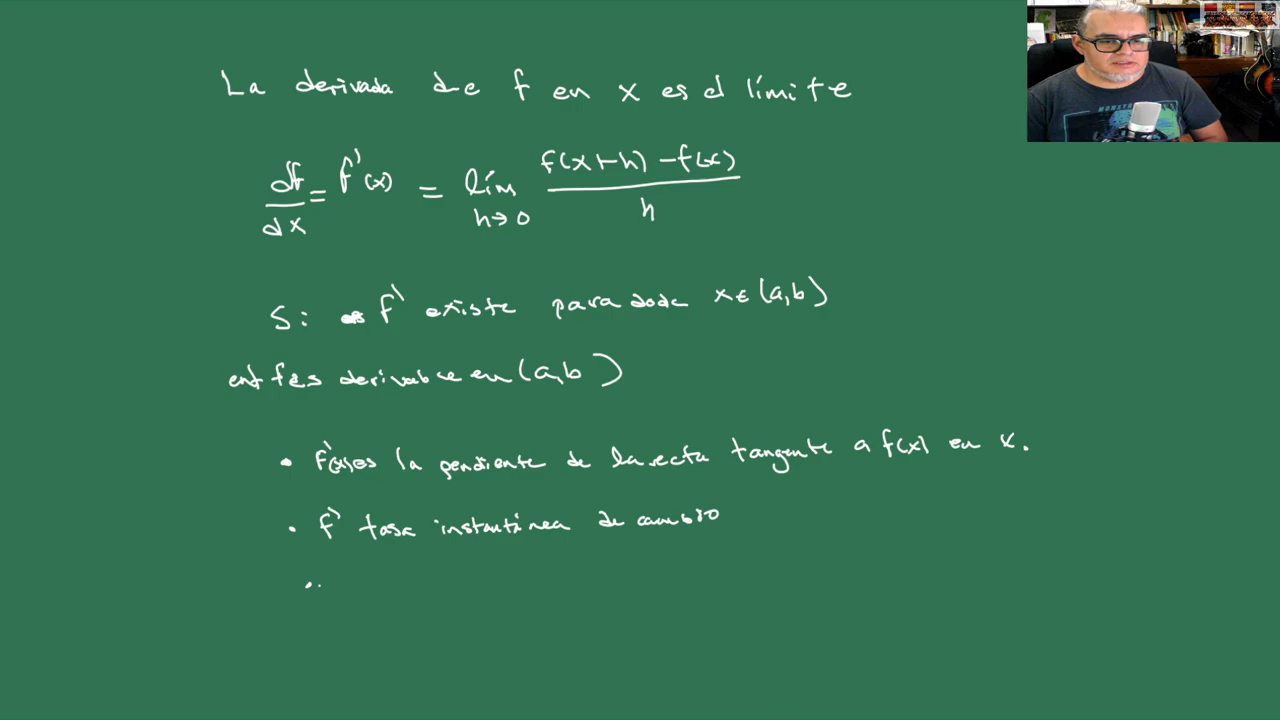 La derivada de f en x es el límite
df/dx = f'(x) = lím h→0 f(x+h) - f(x) / h
Si f' existe para dode x ∈ (a,b)
ent f es derivable en (a,b)
• f'(x) es la pendiente de la recta tangente a f(x) en x.
• f' tasa instantánea de cambio